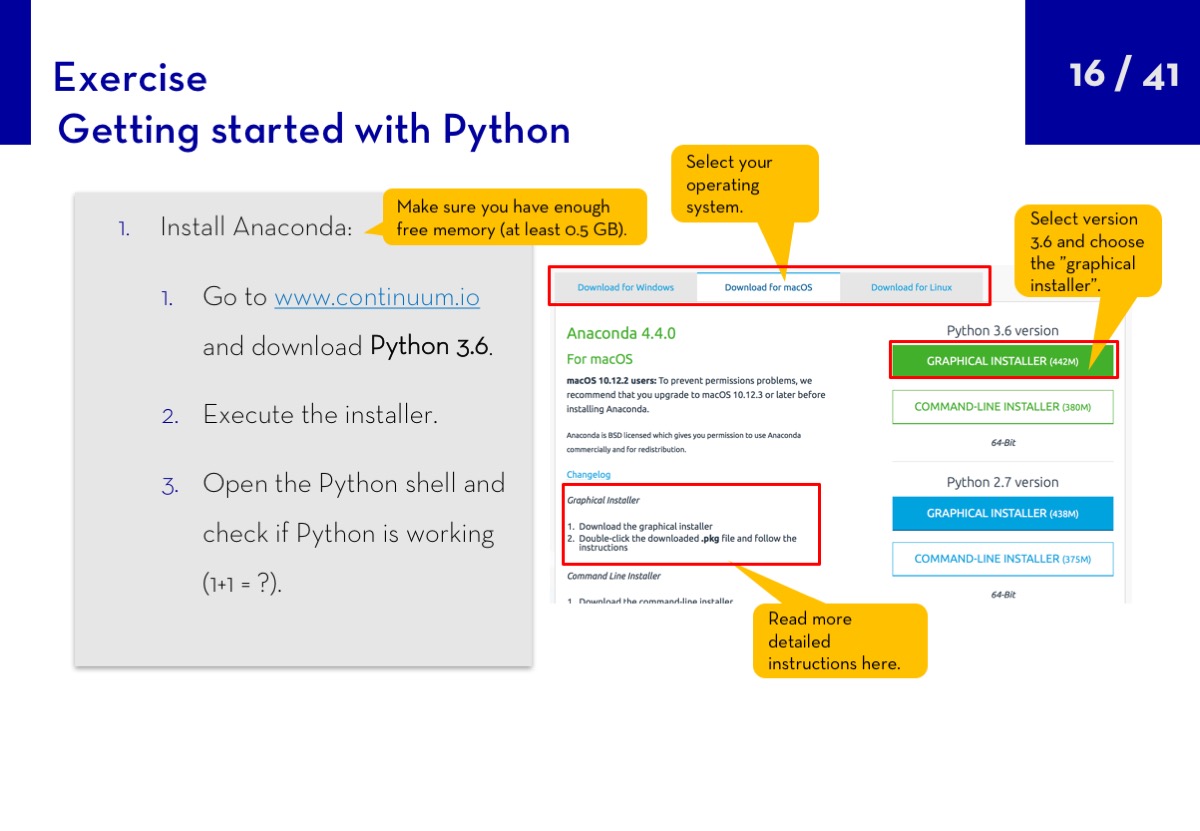 16 / 41
Exercise
Getting started with Python
1. Install Anaconda:
Make sure you have enough
free memory (at least 0.5 GB).
1. Go to www.continuum.io
and download Python 3.6.
2. Execute the installer.
3. Open the Python shell and
check if Python is working
(1+1 = ?).
Select your
operating
system.
Select version
3.6 and choose
the ”graphical
installer”.
Download for Windows
Download for macOS
Download for Linux
Anaconda 4.4.0
For macOS
macOS 10.12.2 users: To prevent permissions problems, we
recommend that you upgrade to macOS 10.12.3 or later before
installing Anaconda.
Anaconda is BSD licensed which gives you permission to use Anaconda
commercially and for redistribution.
Changelog
Graphical Installer
1. Download the graphical installer
2. Double-click the downloaded .pkg file and follow the
instructions
Command Line Installer
1. Download the command-line installer
Python 3.6 version
GRAPHICAL INSTALLER (442M)
COMMAND-LINE INSTALLER (380M)
64-Bit
Python 2.7 version
GRAPHICAL INSTALLER (438M)
COMMAND-LINE INSTALLER (375M)
64-Bit
Read more
detailed
instructions here.